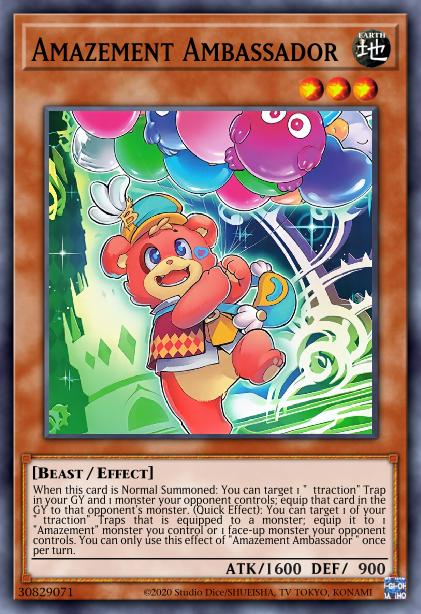 AMAZEMENT AMBASSADOR
EARTH
地
[BEAST / EFFECT]
When this card is Normal Summoned: You can target 1 " ttraction" Trap
in your GY and 1 monster your opponent controls; equip that card in the
GY to that opponent's monster. (Quick Effect): You can target 1 of your
" ttraction" Traps that is equipped to a monster; equip it to 1
"Amazement" monster you control or 1 face-up monster your opponent
controls. You can only use this effect of "Amazement Ambassador" once
per turn.
ATK/1600 DEF/ 900
30829071
©2020 Studio Dice/SHUEISHA, TV TOKYO, KONAMI